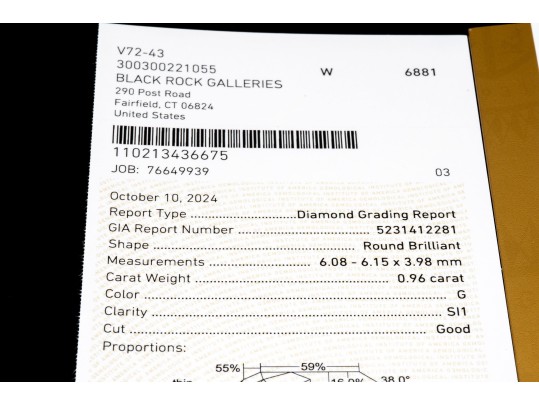 V72-43
300300221055 W 6881
BLACK ROCK GALLERIES
290 Post Road
Fairfield, CT 06824
United States
110213436675
JOB: 76649939 03
October 10, 2024
Report Type ........................... Diamond Grading Report
GIA Report Number ................................. 5231412281
Shape ....................................................... Round Brilliant
Measurements .......................... 6.08 - 6.15 x 3.98 mm
Carat Weight ................................................ 0.96 carat
Color ............................................................................ G
Clarity ........................................................................ SI1
Cut ........................................................................... Good
Proportions:
55% 59%
thin 16.0% 38.0°